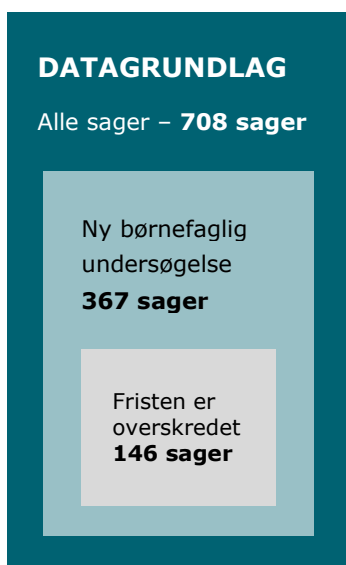 DATAGRUNDLAG
Alle sager – 708 sager
Ny børnefaglig
undersøgelse
367 sager
Fristen er
overskredet
146 sager